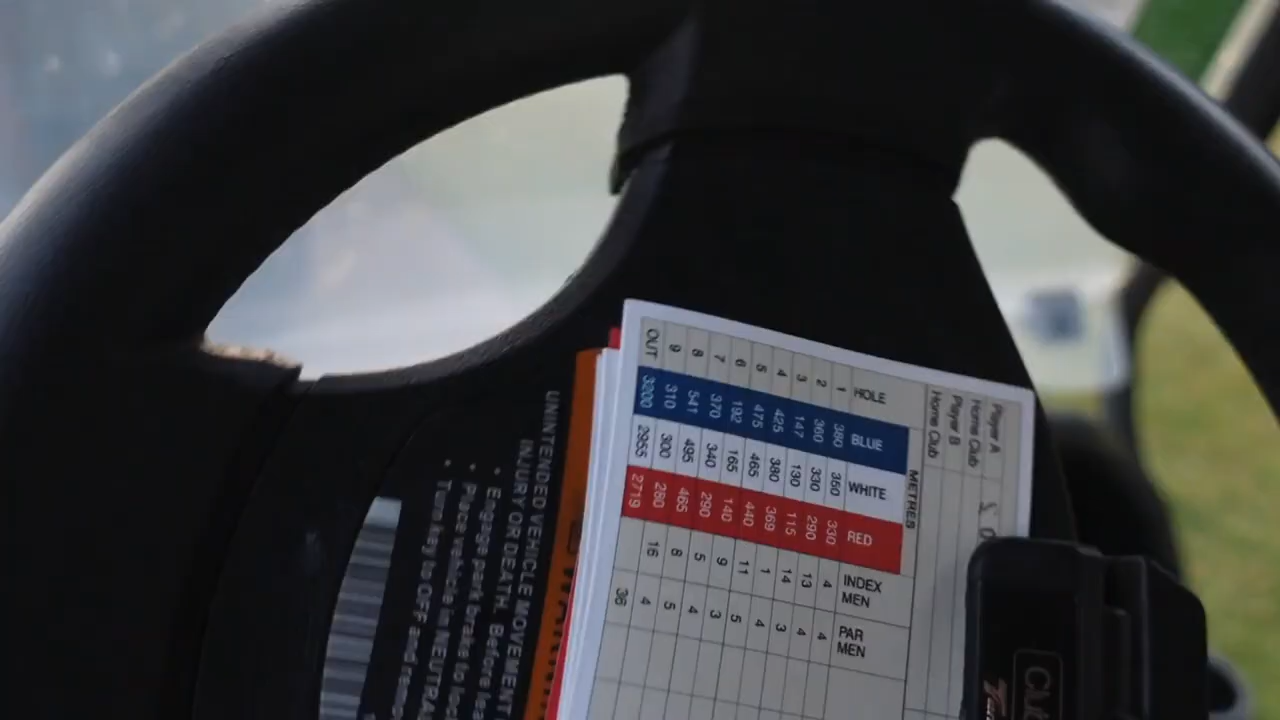 Player A
Home Club
Player B
Home Club
METRES
HOLE BLUE WHITE RED INDEX MEN PAR MEN
1 380 350 330 4 4
2 360 330 290 13 4
3 147 130 115 14 3
4 425 380 369 1 4
5 475 465 440 11 5
6 192 165 140 9 3
7 370 340 290 5 4
8 541 495 465 8 5
9 310 300 280 16 4
OUT 3200 2955 2719 36
UNINTENDED VEHICLE MOVEMENT
INJURY OR DEATH. Before
• Engage park brake to
• Place vehicle in
• Turn key to OFF and